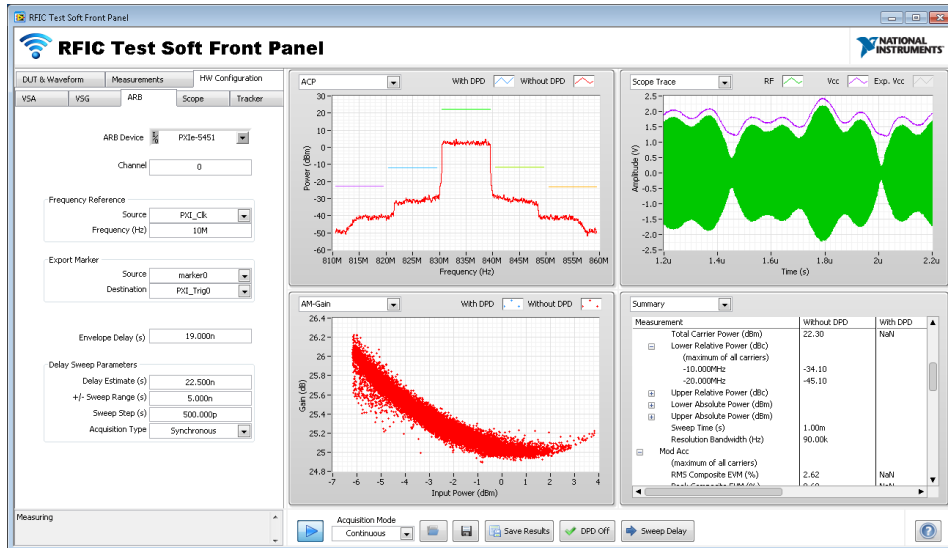 RFIC Test Soft Front Panel
RFIC Test Soft Front Panel
NATIONAL INSTRUMENTS
DUT & Waveform Measurements HW Configuration
VSA VSG ARB Scope Tracker
ARB Device PXIe-5451
Channel 0
Frequency Reference
Source PXI_Clk
Frequency (Hz) 10M
Export Marker
Source marker0
Destination PXI_Trig0
Envelope Delay (s) 19.000n
Delay Sweep Parameters
Delay Estimate (s) 22.500n
+/- Sweep Range (s) 5.000n
Sweep Step (s) 500.000p
Acquisition Type Synchronous
ACP With DPD Without DPD
Power (dBm)
30
20
10
0
-10
-20
-30
-40
-50
-60
810M 815M 820M 825M 830M 835M 840M 845M 850M 855M 860M
Frequency (Hz)
Scope Trace RF Vcc Exp. Vcc
Amplitude (V)
2.5
2.0
1.5
1.0
0.5
0.0
-0.5
-1.0
-1.5
-2.0
-2.5
1.2u 1.4u 1.6u 1.8u 2u 2.2u
Time (s)
AM-Gain With DPD Without DPD
Gain (dB)
26.4
26.2
26
25.8
25.6
25.4
25.2
25
24.8
-7 -6 -5 -4 -3 -2 -1 0 1 2 3 4
Input Power (dBm)
Summary
Measurement Without DPD With DPD
Total Carrier Power (dBm) 22.30 NaN
Lower Relative Power (dBc)
(maximum of all carriers)
-10.000MHz -34.10
-20.000MHz -45.10
Upper Relative Power (dBc)
Lower Absolute Power (dBm)
Upper Absolute Power (dBm)
Sweep Time (s) 1.00m
Resolution Bandwidth (Hz) 90.00k
Mod Acc
(maximum of all carriers)
RMS Composite EVM (%) 2.62 NaN
Measuring
Acquisition Mode
Continuous Save Results DPD Off Sweep Delay